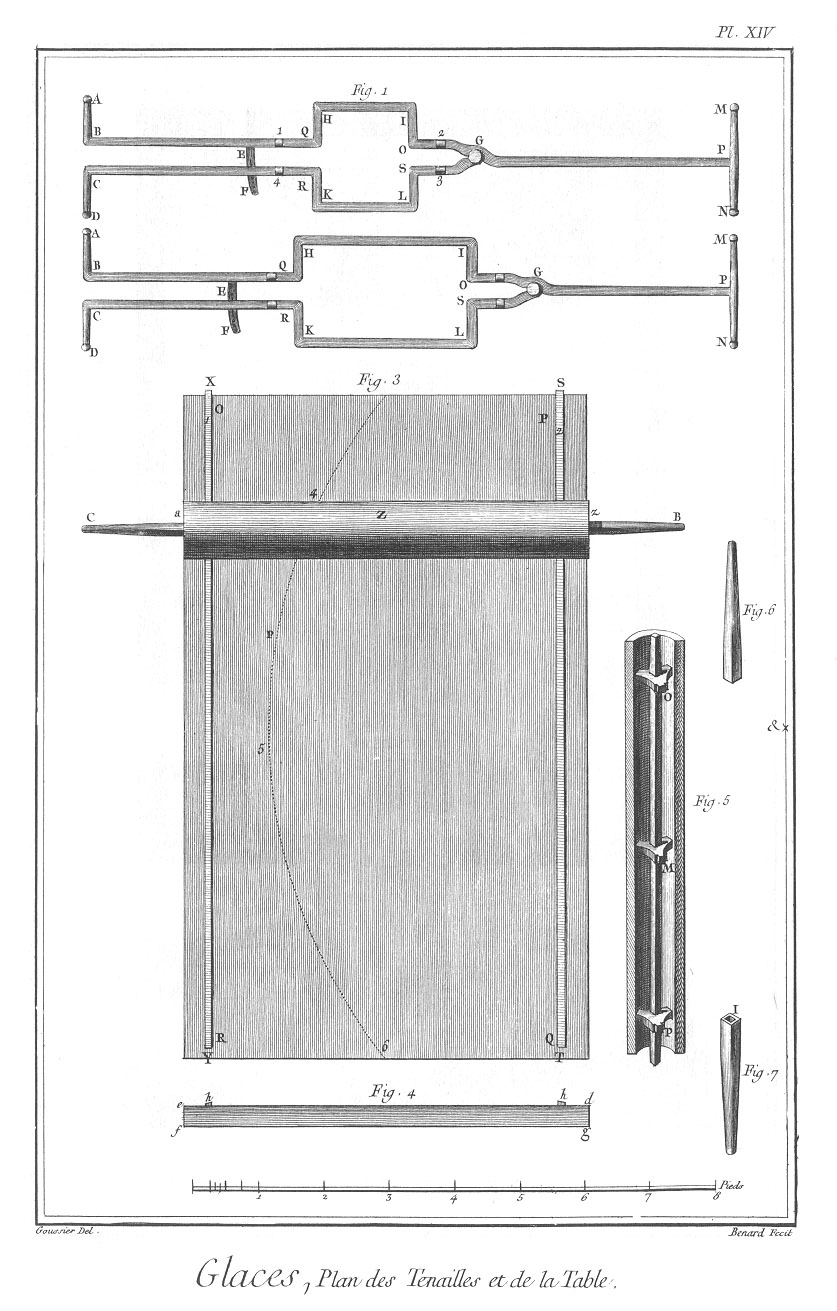 Pl. XIV
Fig. 1
A
M
H
I
B
1
Q
2
G
E
O
P
C
F
4
R
S
3
K
L
D
N
A
M
B
Q
H
I
G
E
O
P
C
F
R
S
K
L
D
N
Fig. 3
X
S
O
1
P
2
4
C
a
Z
z
B
Fig. 6
P
O
5
&x
Fig. 5
M
I
R
Q
P
6
Y
T
Fig. 7
Fig. 4
e
h
h
d
f
g
1 2 3 4 5 6 7 8 Pieds
Goussier Del.
Benard Fecit
Glaces, Plan des Tenailles et de la Table.